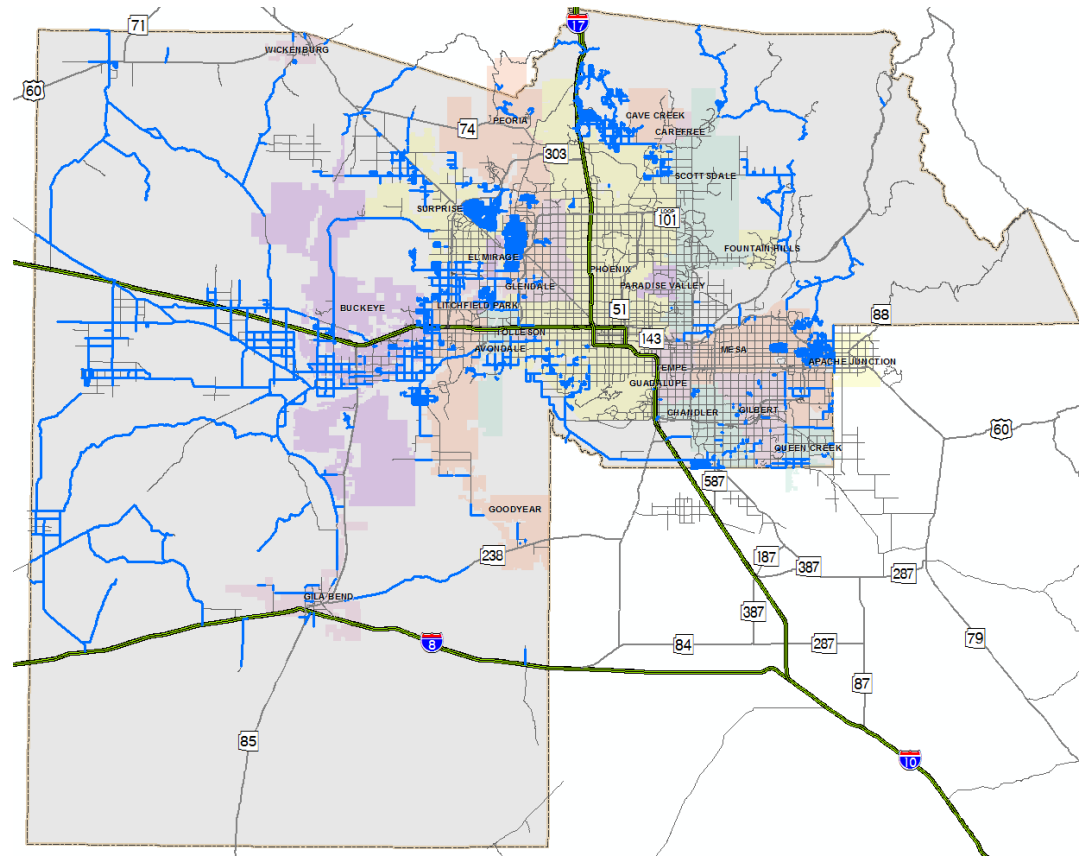 71
17
WICKENBURG
60
PEORIA
CAVE CREEK
74
CAREFREE
303
SCOTTSDALE
SURPRISE
LOOP
101
FOUNTAIN HILLS
EL MIRAGE
PHOENIX
GLENDALE
PARADISE VALLEY
BUCKEYE
LITCHFIELD PARK
51
88
TOLLESON
143
AVONDALE
MESA
APACHE JUNCTION
TEMPE
GUADALUPE
CHANDLER
GILBERT
60
QUEEN CREEK
587
GOODYEAR
238
187
387
287
GILA BEND
387
8
84
287
79
87
85
10